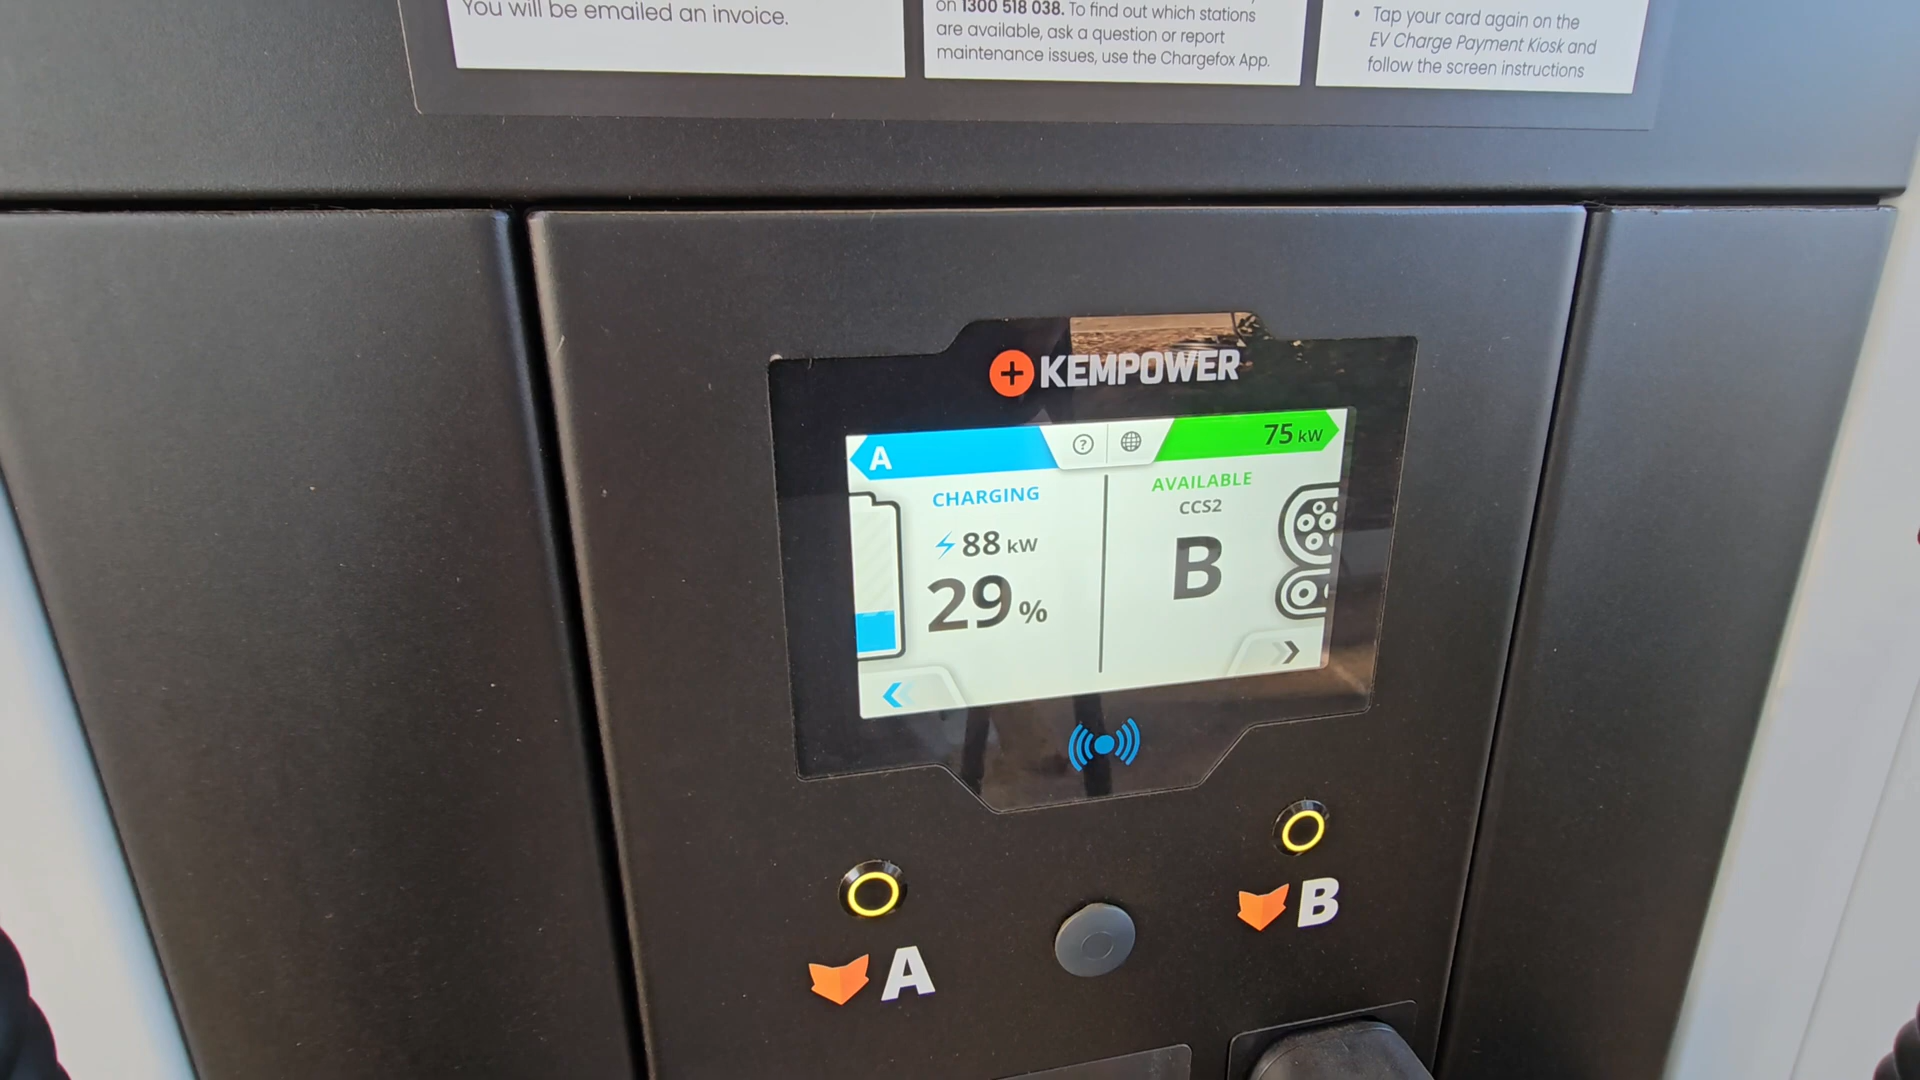 You will be emailed an invoice.
on 1300 518 038. To find out which stations
are available, ask a question or report
maintenance issues, use the Chargefox App.
• Tap your card again on the
EV Charge Payment Kiosk and
follow the screen instructions
KEMPOWER
A
?
75 kW
CHARGING
88 kW
29 %
AVAILABLE
CCS2
B
A
B